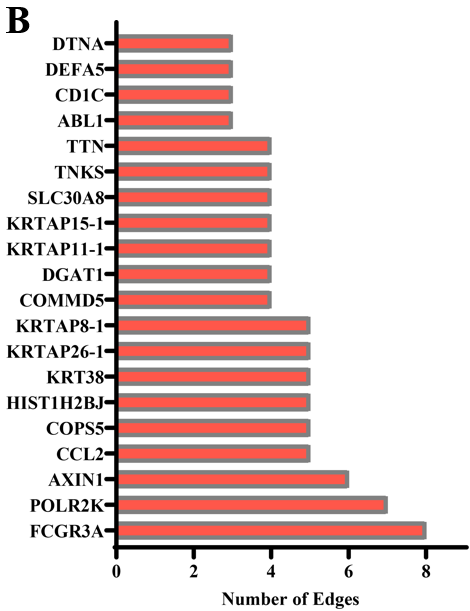 B
DTNA
DEFA5
CD1C
ABL1
TTN
TNKS
SLC30A8
KRTAP15-1
KRTAP11-1
DGAT1
COMMD5
KRTAP8-1
KRTAP26-1
KRT38
HIST1H2BJ
COPS5
CCL2
AXIN1
POLR2K
FCGR3A
0 2 4 6 8
Number of Edges